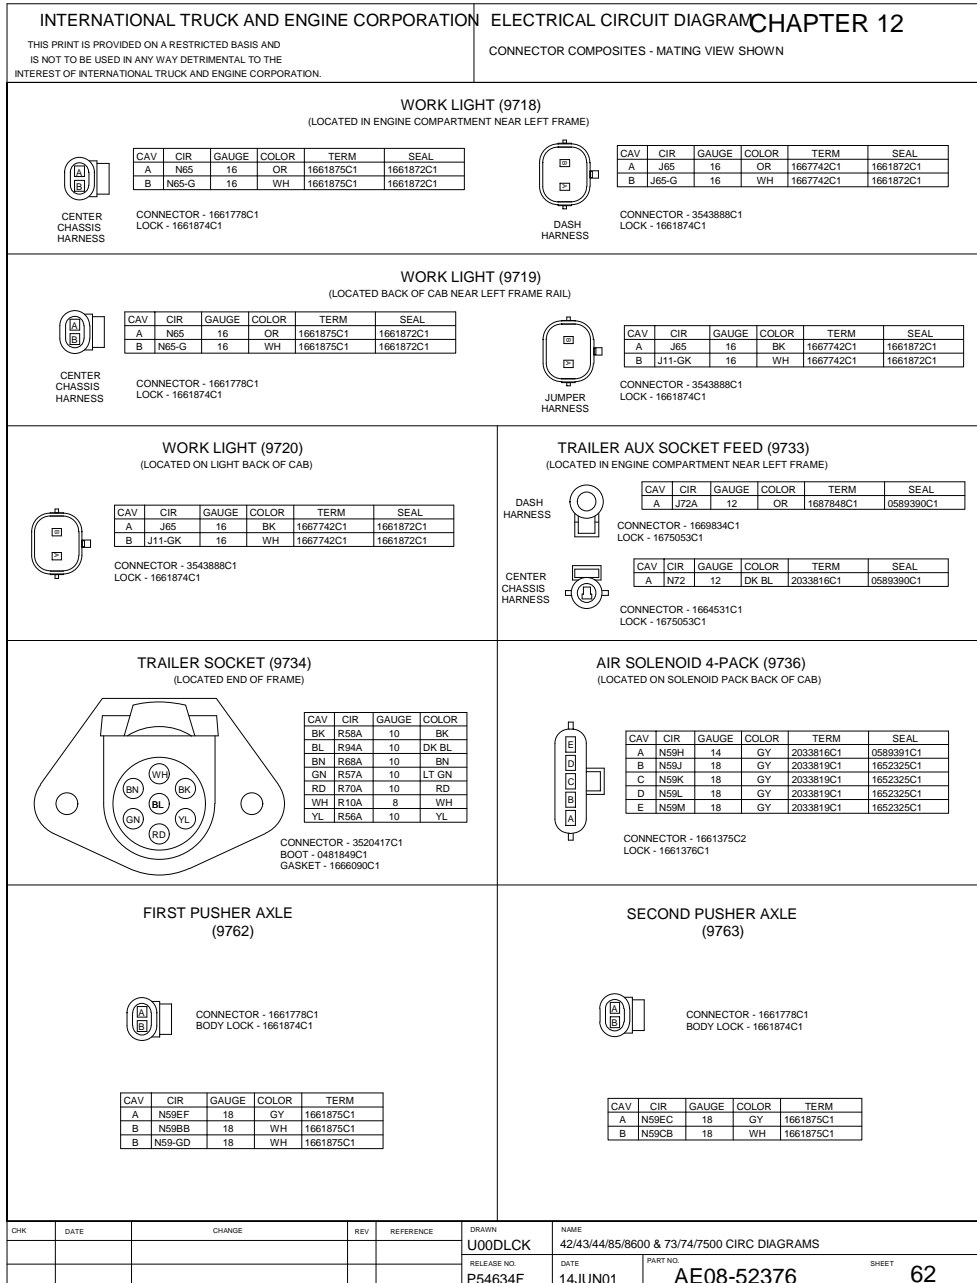 INTERNATIONAL TRUCK AND ENGINE CORPORATION
THIS PRINT IS PROVIDED ON A RESTRICTED BASIS AND
IS NOT TO BE USED IN ANY WAY DETRIMENTAL TO THE
INTEREST OF INTERNATIONAL TRUCK AND ENGINE CORPORATION.
ELECTRICAL CIRCUIT DIAGRAM
CHAPTER 12
CONNECTOR COMPOSITES - MATING VIEW SHOWN
WORK LIGHT (9718)
(LOCATED IN ENGINE COMPARTMENT NEAR LEFT FRAME)
A
B
CENTER
CHASSIS
HARNESS
CAV CIR GAUGE COLOR TERM SEAL
A N65 16 OR 1661875C1 1661872C1
B N65-G 16 WH 1661875C1 1661872C1
CONNECTOR - 1661778C1
LOCK - 1661874C1
B
A
DASH
HARNESS
CAV CIR GAUGE COLOR TERM SEAL
A J65 16 OR 1667742C1 1661872C1
B J65-G 16 WH 1667742C1 1661872C1
CONNECTOR - 3543888C1
LOCK - 1661874C1
WORK LIGHT (9719)
(LOCATED BACK OF CAB NEAR LEFT FRAME RAIL)
A
B
CENTER
CHASSIS
HARNESS
CAV CIR GAUGE COLOR TERM SEAL
A N65 16 OR 1661875C1 1661872C1
B N65-G 16 WH 1661875C1 1661872C1
CONNECTOR - 1661778C1
LOCK - 1661874C1
B
A
JUMPER
HARNESS
CAV CIR GAUGE COLOR TERM SEAL
A J65 16 BK 1667742C1 1661872C1
B J11-GK 16 WH 1667742C1 1661872C1
CONNECTOR - 3543888C1
LOCK - 1661874C1
WORK LIGHT (9720)
(LOCATED ON LIGHT BACK OF CAB)
B
A
CAV CIR GAUGE COLOR TERM SEAL
A J65 16 BK 1667742C1 1661872C1
B J11-GK 16 WH 1667742C1 1661872C1
CONNECTOR - 3543888C1
LOCK - 1661874C1
TRAILER AUX SOCKET FEED (9733)
(LOCATED IN ENGINE COMPARTMENT NEAR LEFT FRAME)
DASH
HARNESS
CAV CIR GAUGE COLOR TERM SEAL
A J72A 12 OR 1687848C1 0589390C1
CONNECTOR - 1669834C1
LOCK - 1675053C1
CENTER
CHASSIS
HARNESS
CAV CIR GAUGE COLOR TERM SEAL
A N72 12 DK BL 2033816C1 0589390C1
CONNECTOR - 1664531C1
LOCK - 1675053C1
TRAILER SOCKET (9734)
(LOCATED END OF FRAME)
WH
BN BK
BL
GN YL
RD
CAV CIR GAUGE COLOR
BK R58A 10 BK
BL R94A 10 DK BL
BN R68A 10 BN
GN R57A 10 LT GN
RD R70A 10 RD
WH R10A 8 WH
YL R56A 10 YL
CONNECTOR - 3520417C1
BOOT - 0481849C1
GASKET - 1666090C1
AIR SOLENOID 4-PACK (9736)
(LOCATED ON SOLENOID PACK BACK OF CAB)
E
D
C
B
A
CAV CIR GAUGE COLOR TERM SEAL
A N59H 14 GY 2033816C1 0589391C1
B N59J 18 GY 2033819C1 1652325C1
C N59K 18 GY 2033819C1 1652325C1
D N59L 18 GY 2033819C1 1652325C1
E N59M 18 GY 2033819C1 1652325C1
CONNECTOR - 1661375C2
LOCK - 1661376C1
FIRST PUSHER AXLE
(9762)
A
B
CONNECTOR - 1661778C1
BODY LOCK - 1661874C1
CAV CIR GAUGE COLOR TERM
A N59EF 18 GY 1661875C1
B N59BB 18 WH 1661875C1
B N59-GD 18 WH 1661875C1
SECOND PUSHER AXLE
(9763)
A
B
CONNECTOR - 1661778C1
BODY LOCK - 1661874C1
CAV CIR GAUGE COLOR TERM
A N59EC 18 GY 1661875C1
B N59CB 18 WH 1661875C1
CHK DATE CHANGE REV REFERENCE
DRAWN
U00DLCK
NAME
42/43/44/85/8600 & 73/74/7500 CIRC DIAGRAMS
RELEASE NO.
P54634F
DATE
14JUN01
PART NO.
AE08-52376
SHEET
62